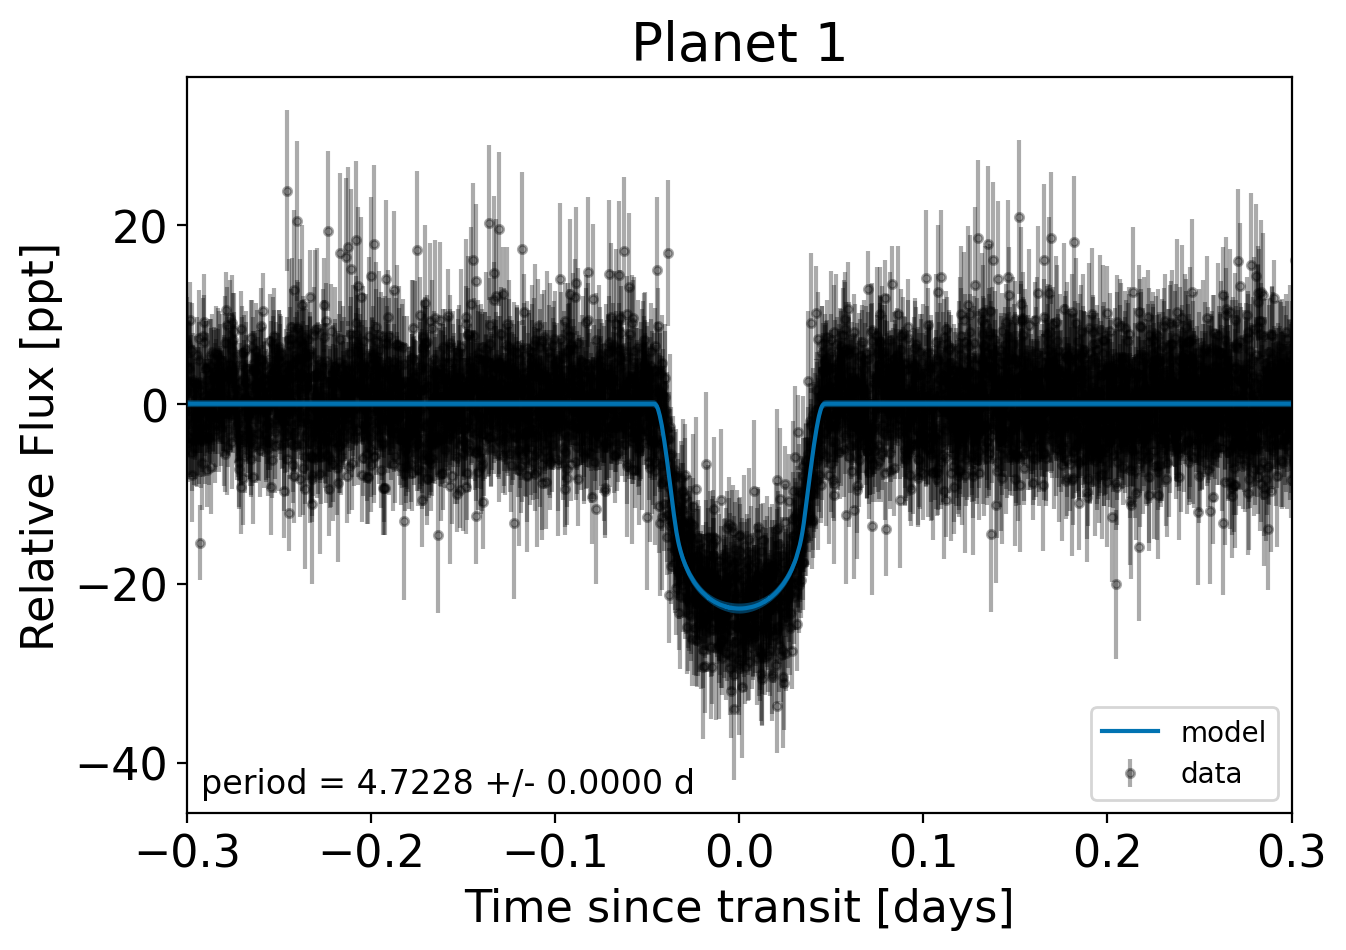 Planet 1
Relative Flux [ppt]
20
0
−20
−40
period = 4.7228 +/- 0.0000 d
model
data
−0.3 −0.2 −0.1 0.0 0.1 0.2 0.3
Time since transit [days]